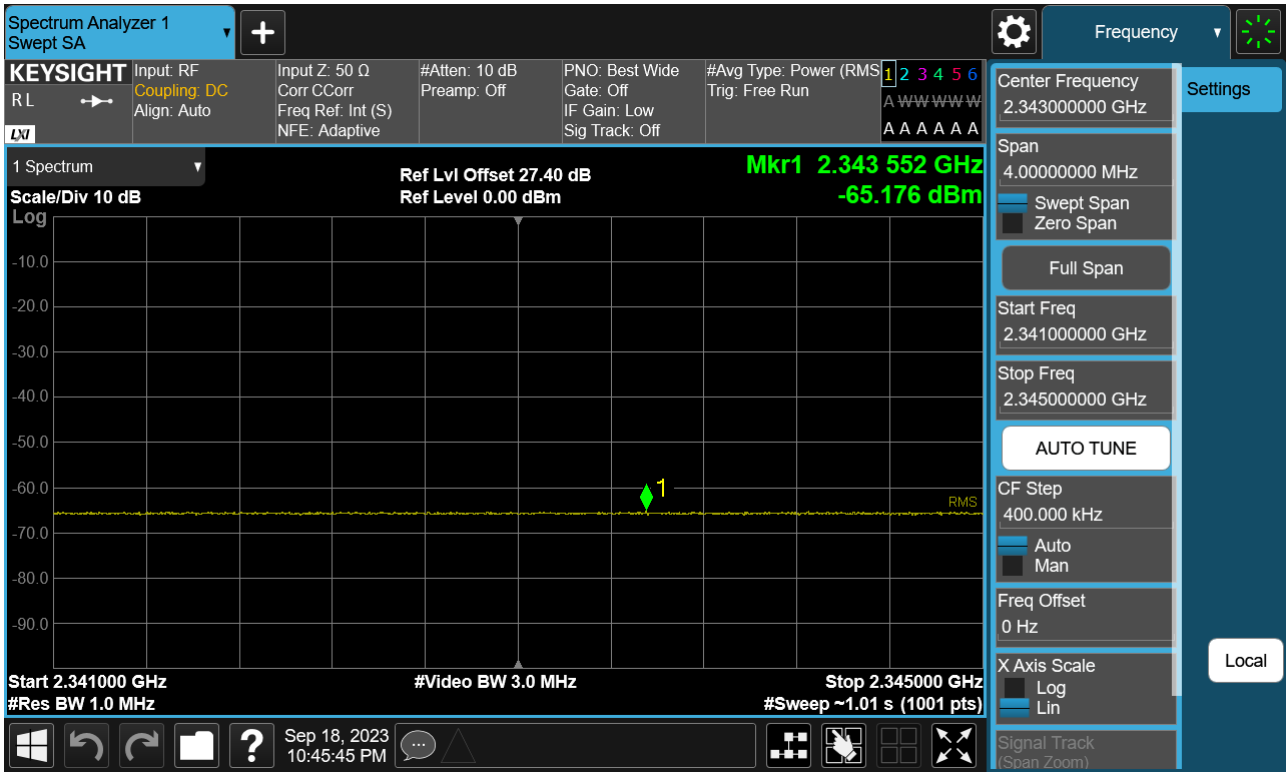 Spectrum Analyzer 1
Swept SA
+
Frequency
KEYSIGHT
RL
LXI
Input: RF
Coupling: DC
Align: Auto
Input Z: 50 Ω
Corr CCorr
Freq Ref: Int (S)
NFE: Adaptive
#Atten: 10 dB
Preamp: Off
PNO: Best Wide
Gate: Off
IF Gain: Low
Sig Track: Off
#Avg Type: Power (RMS
Trig: Free Run
1 2 3 4 5 6
A W W W W W
A A A A A A
1 Spectrum
Scale/Div 10 dB
Log
Ref Lvl Offset 27.40 dB
Ref Level 0.00 dBm
Mkr1 2.343 552 GHz
-65.176 dBm
-10.0
-20.0
-30.0
-40.0
-50.0
-60.0
-70.0
-80.0
-90.0
1
RMS
Start 2.341000 GHz
#Res BW 1.0 MHz
#Video BW 3.0 MHz
Stop 2.345000 GHz
#Sweep ~1.01 s (1001 pts)
Center Frequency
2.343000000 GHz
Span
4.00000000 MHz
Swept Span
Zero Span
Full Span
Start Freq
2.341000000 GHz
Stop Freq
2.345000000 GHz
AUTO TUNE
CF Step
400.000 kHz
Auto
Man
Freq Offset
0 Hz
X Axis Scale
Log
Lin
Signal Track
(Span Zoom)
Settings
Local
?
Sep 18, 2023
10:45:45 PM